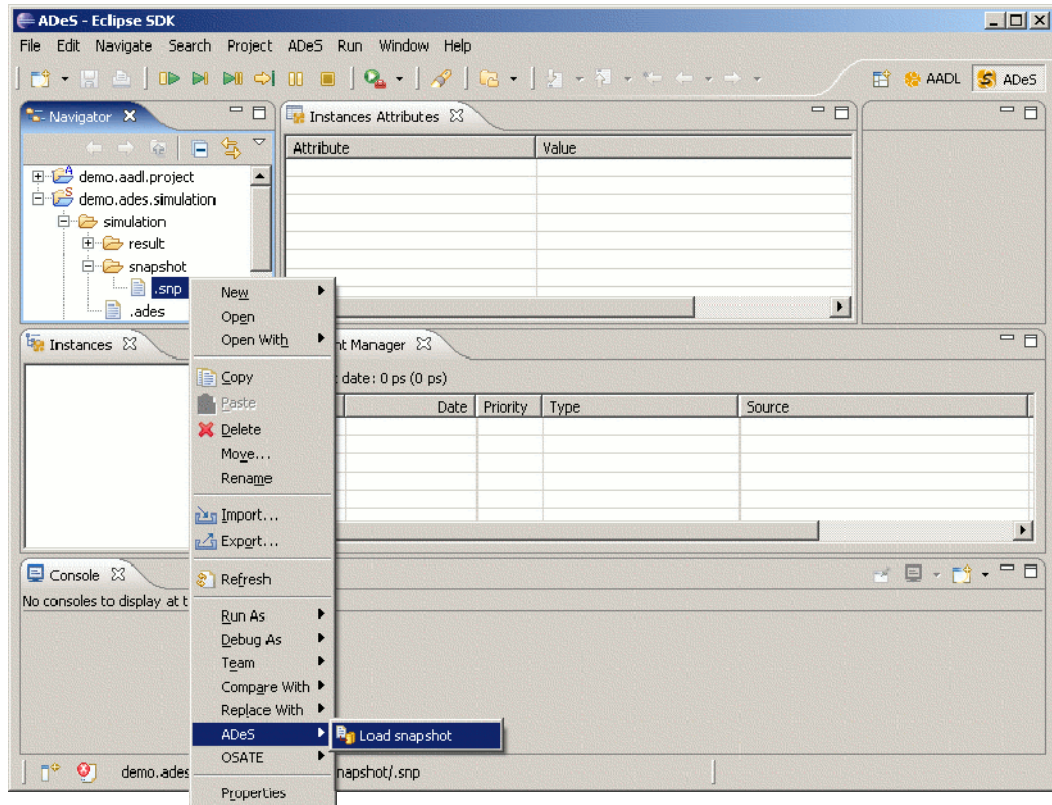 ADeS - Eclipse SDK
File Edit Navigate Search Project ADeS Run Window Help
AADL ADeS
Navigator
demo.aadl.project
demo.ades.simulation
simulation
result
snapshot
.snp
.ades
Instances Attributes
Attribute Value
Instances
nt Manager
date: 0 ps (0 ps)
Date Priority Type Source
Console
No consoles to display at t
New
Open
Open With
Copy
Paste
Delete
Move...
Rename
Import...
Export...
Refresh
Run As
Debug As
Team
Compare With
Replace With
ADeS
OSATE
Properties
Load snapshot
demo.ades
napshot/.snp